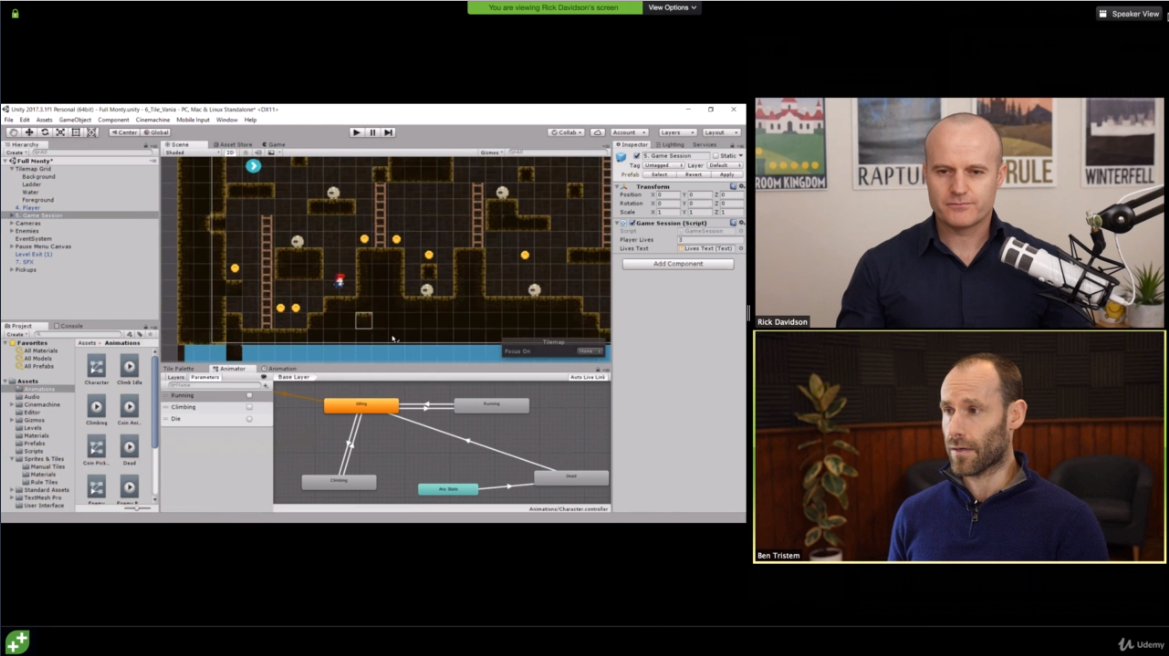 You are viewing Rick Davidson's screen
View Options
Speaker View
Unity 2017.3.1f1 Personal (64bit) - Full Monty.unity - 6_Tile_Vania - PC, Mac & Linux Standalone* <DX11>
File Edit Assets GameObject Component Cinemachine Mobile Input Window Help
Center Global
Collab Account Layers Layout
Hierarchy
Create
Full Monty*
Tilemap Grid
Background
Ladder
Water
Foreground
4. Player
5. Game Session
Cameras
Enemies
EventSystem
Pause Menu Canvas
Level Exit (1)
7. SFX
Pickups
Scene Asset Store Game
Shaded 2D Gizmos
Tilemap
Focus On
Inspector Lighting Services
5. Game Session Static
Tag Untagged Layer Default
Prefab Select Revert Apply
Transform
Position X 0 Y 0 Z 0
Rotation X 0 Y 0 Z 0
Scale X 1 Y 1 Z 1
Game Session (Script)
Script GameSession
Player Lives 3
Lives Text Lives Text (Text)
Add Component
Project Console
Create
Favorites
All Materials
All Models
All Prefabs
Assets
Animations
Audio
Cinemachine
Editor
Gizmos
Levels
Materials
Prefabs
Scripts
Sprites & Tiles
Manual Tiles
Materials
Rule Tiles
Standard Assets
TextMesh Pro
User Interface
Assets Animations
Character Climb Idle
Climbing Coin Ani...
Coin Pick... Dead
Tile Palette Animator Animation
Layers Parameters Base Layer Auto Live Link
Running
Climbing
Die
Idling
Running
Climbing
Any State
Animations/Character.controller
ROOM KINGDOM
RAPTU
RULE
WINTERFELL
Rick Davidson
Ben Tristem
Udemy